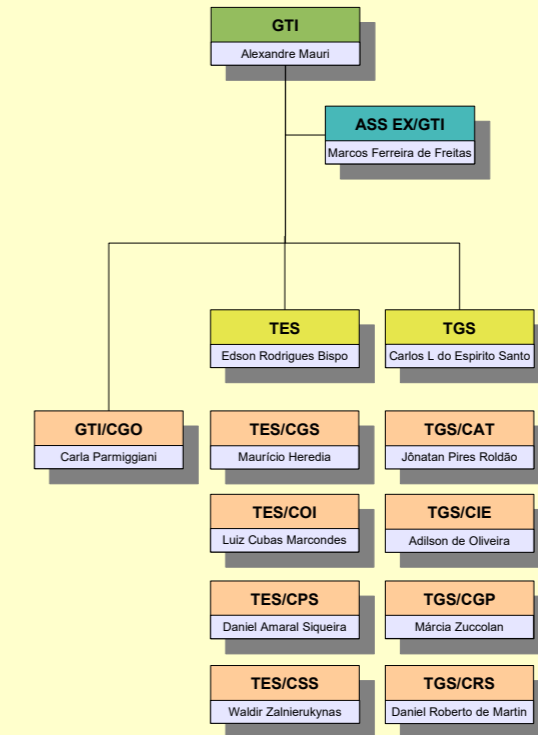 GTI
Alexandre Mauri
ASS EX/GTI
Marcos Ferreira de Freitas
TES
Edson Rodrigues Bispo
TGS
Carlos L do Espirito Santo
GTI/CGO
Carla Parmiggiani
TES/CGS
Maurício Heredia
TGS/CAT
Jônatan Pires Roldão
TES/COI
Luiz Cubas Marcondes
TGS/CIE
Adilson de Oliveira
TES/CPS
Daniel Amaral Siqueira
TGS/CGP
Márcia Zuccolan
TES/CSS
Waldir Zalnierukynas
TGS/CRS
Daniel Roberto de Martin